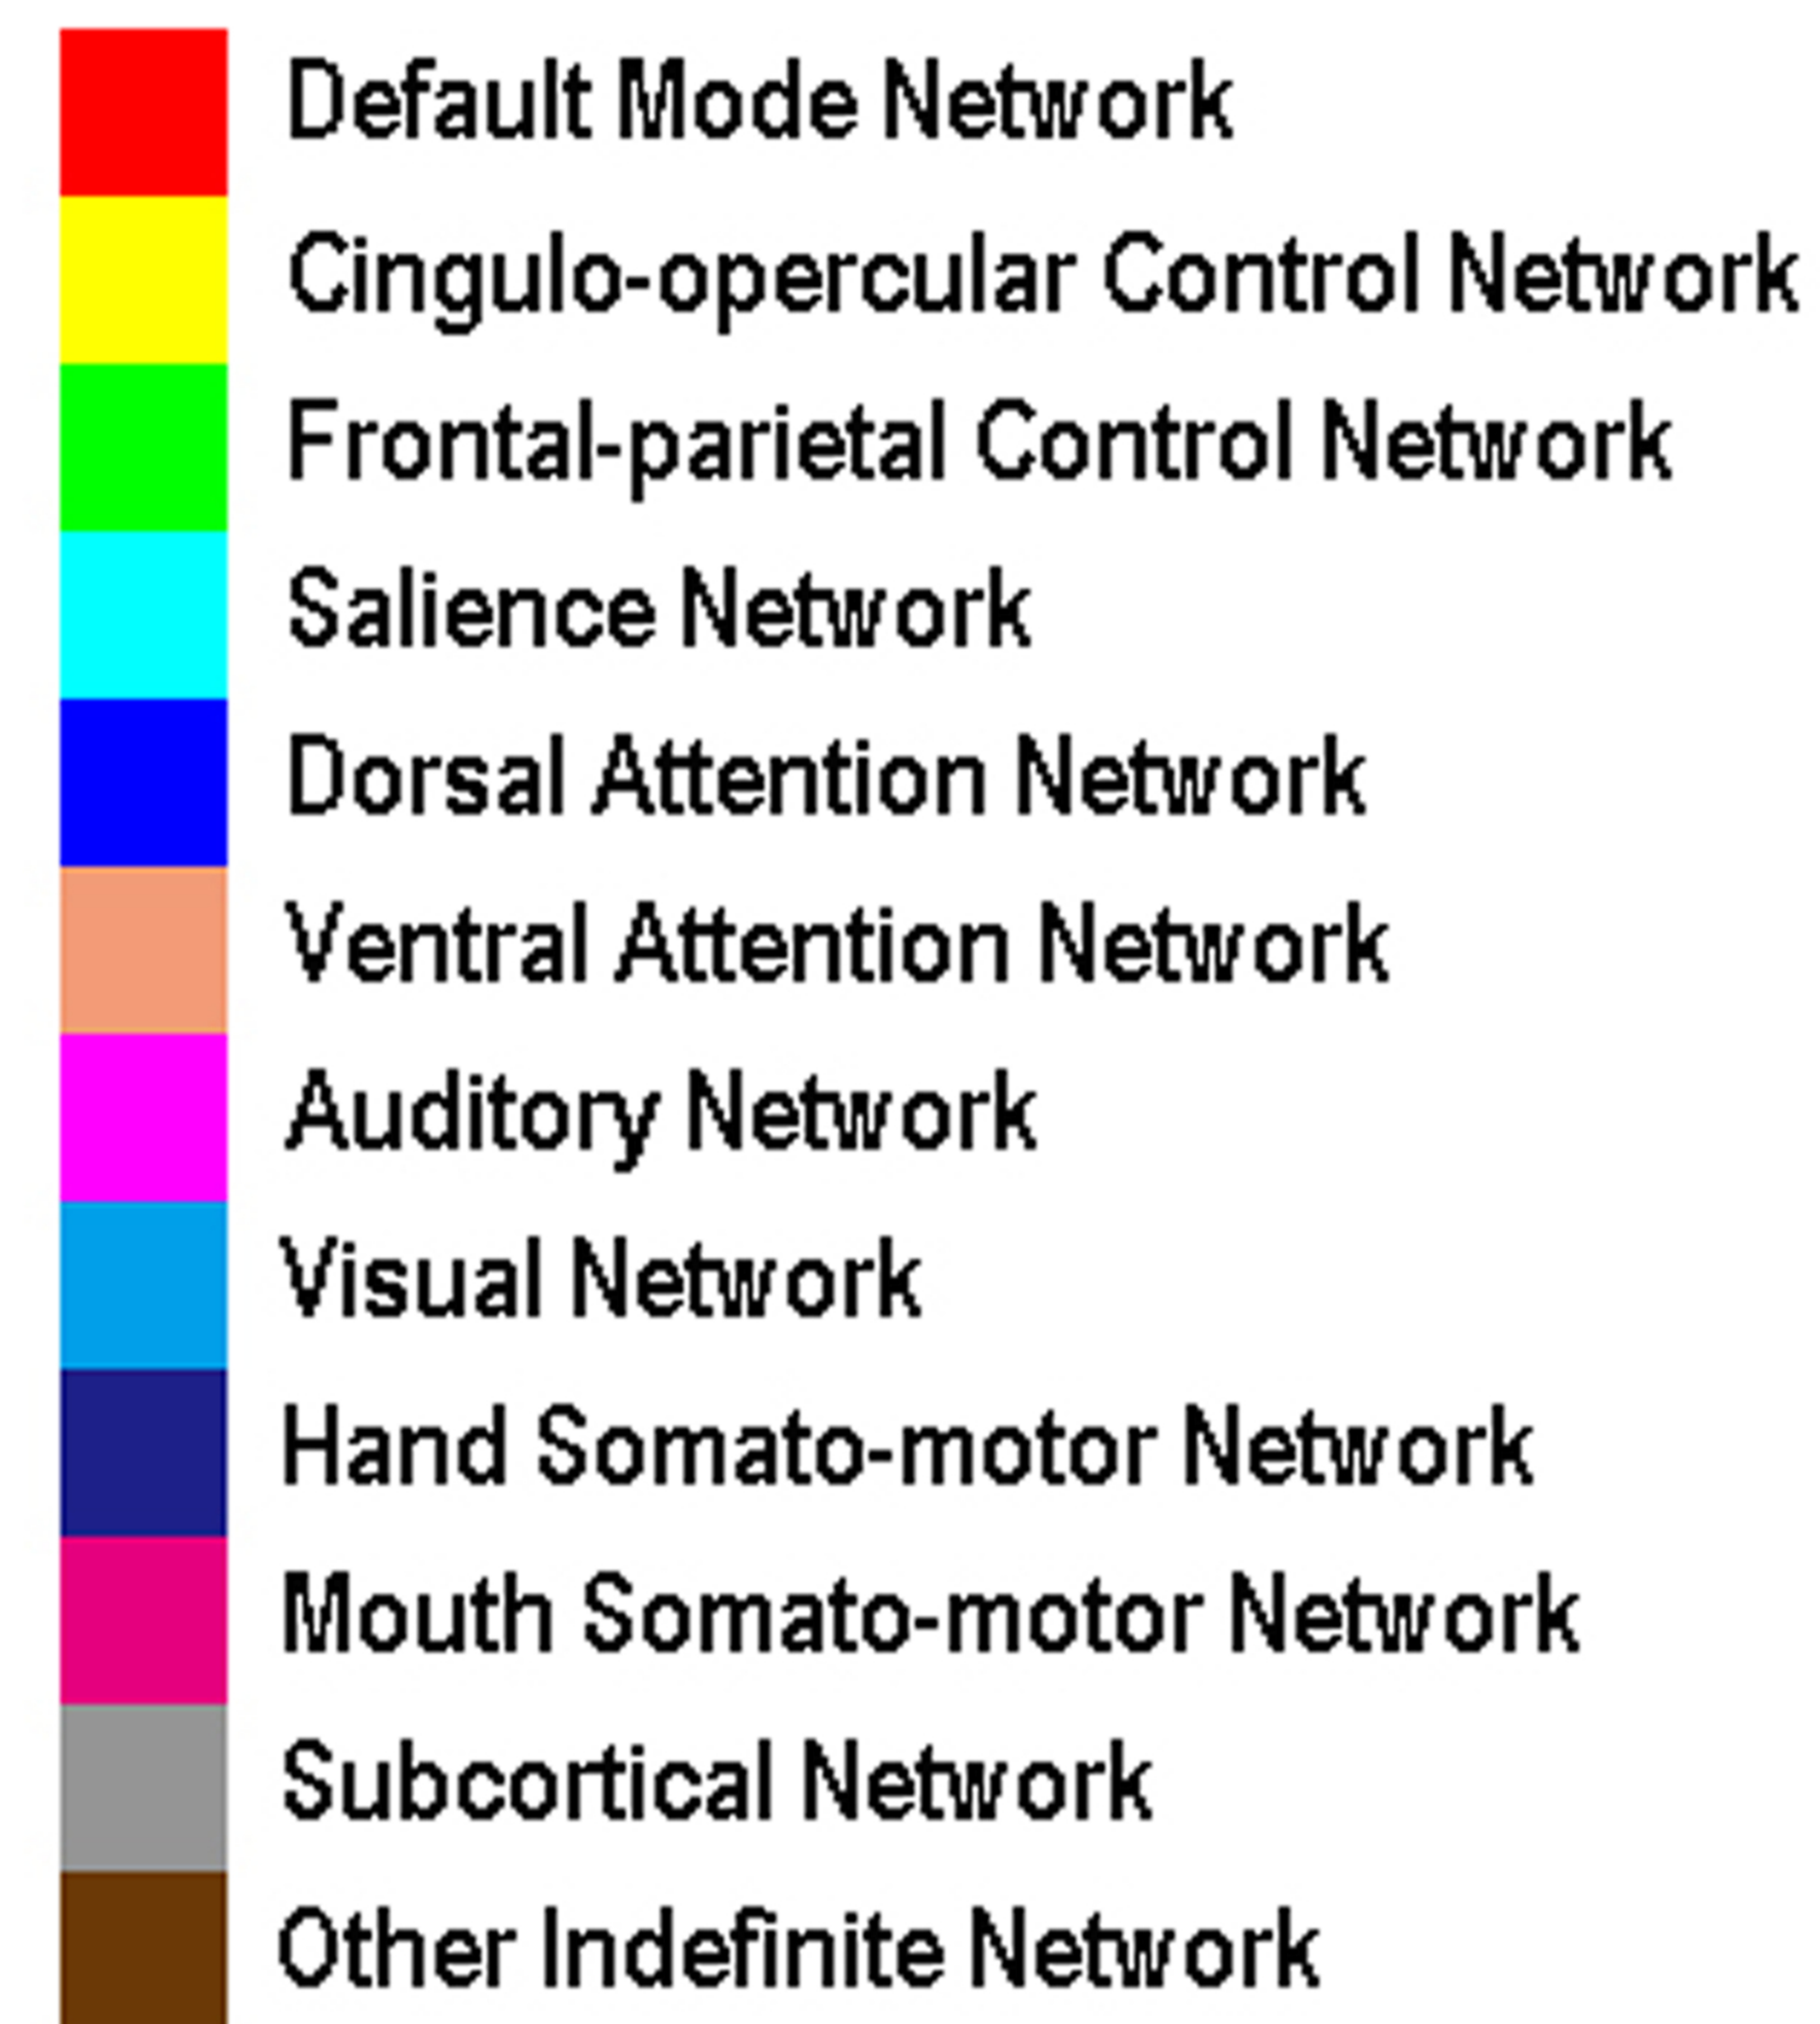 Default Mode Network
Cingulo-opercular Control Network
Frontal-parietal Control Network
Salience Network
Dorsal Attention Network
Ventral Attention Network
Auditory Network
Visual Network
Hand Somato-motor Network
Mouth Somato-motor Network
Subcortical Network
Other Indefinite Network